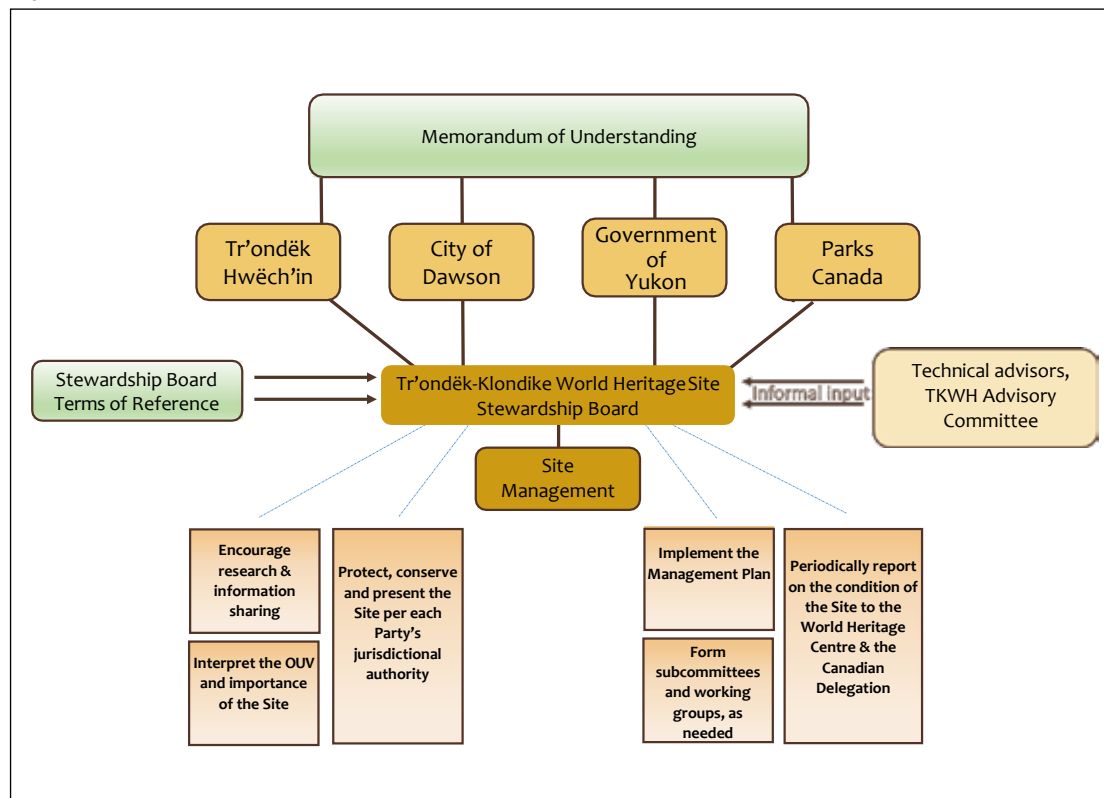 Memorandum of Understanding
Tr'ondëk
Hwëch'in
City of
Dawson
Government
of
Yukon
Parks
Canada
Stewardship Board
Terms of Reference
Tr'ondëk-Klondike World Heritage Site
Stewardship Board
Informal input
Technical advisors,
TKWH Advisory
Committee
Site
Management
Encourage
research &
information
sharing
Interpret the OUV
and importance
of the Site
Protect, conserve
and present the
Site per each
Party's
jurisdictional
authority
Implement the
Management Plan
Form
subcommittees
and working
groups, as
needed
Periodically report
on the condition of
the Site to the
World Heritage
Centre & the
Canadian
Delegation